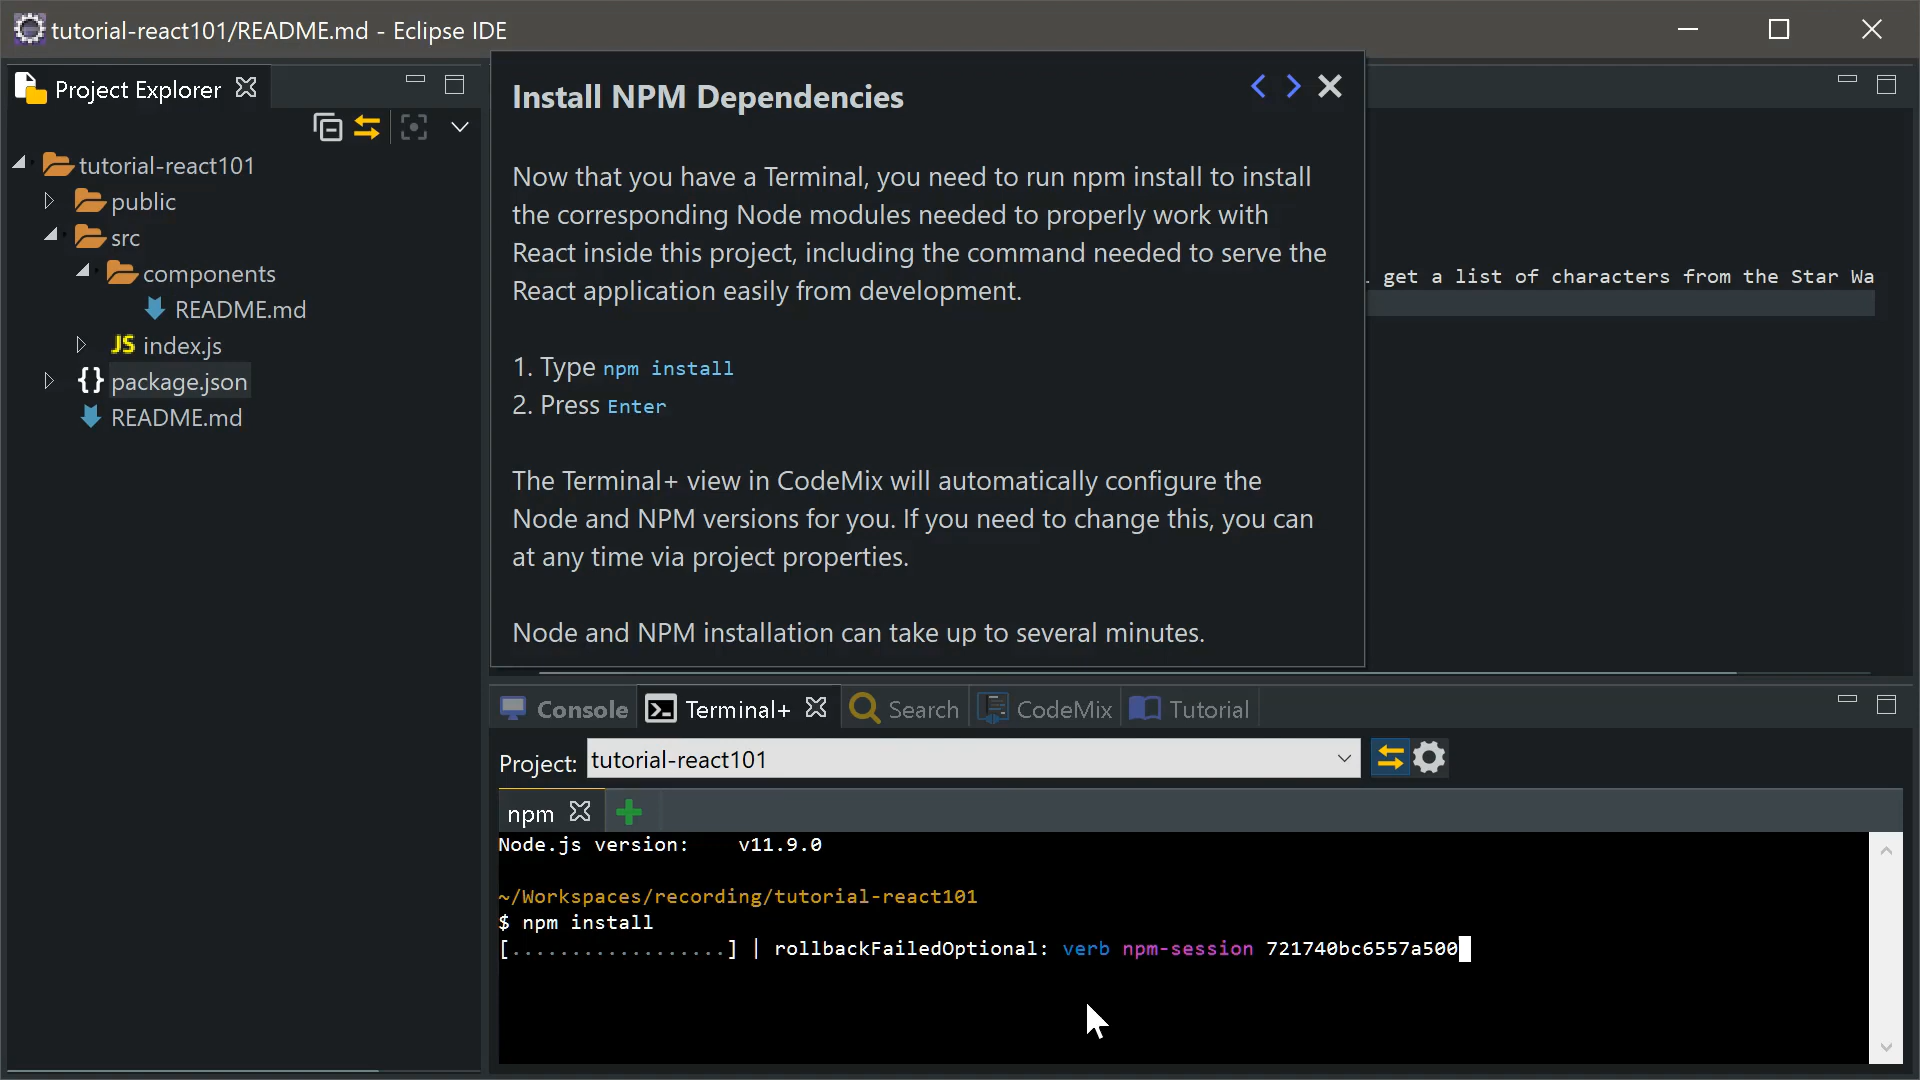 tutorial-react101/README.md - Eclipse IDE
Project Explorer
tutorial-react101
public
src
components
README.md
JS index.js
{} package.json
README.md
Install NPM Dependencies
Now that you have a Terminal, you need to run npm install to install
the corresponding Node modules needed to properly work with
React inside this project, including the command needed to serve the
React application easily from development.
1. Type npm install
2. Press Enter
The Terminal+ view in CodeMix will automatically configure the
Node and NPM versions for you. If you need to change this, you can
at any time via project properties.
Node and NPM installation can take up to several minutes.
. get a list of characters from the Star Wa
Console
Terminal+
Search
CodeMix
Tutorial
Project: tutorial-react101
npm
Node.js version: v11.9.0
~/Workspaces/recording/tutorial-react101
$ npm install
[..................] | rollbackFailedOptional: verb npm-session 721740bc6557a500